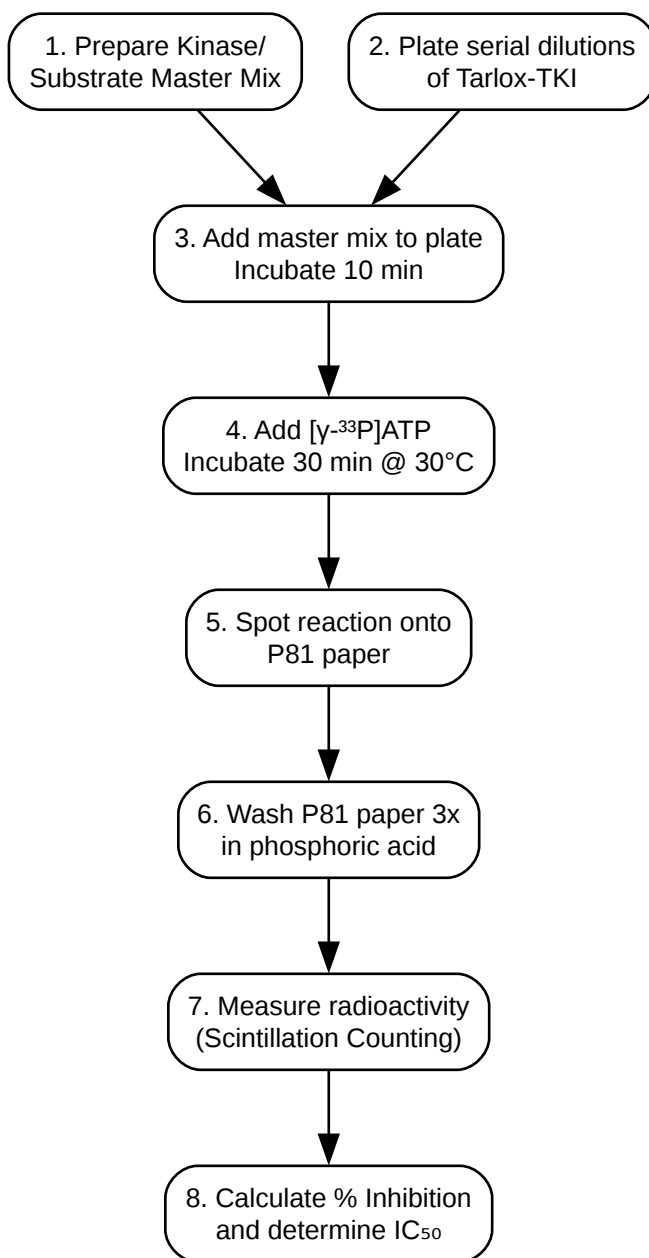 1. Prepare Kinase/
Substrate Master Mix
2. Plate serial dilutions
of Tarlox-TKI
3. Add master mix to plate
Incubate 10 min
4. Add [γ-³³P]ATP
Incubate 30 min @ 30°C
5. Spot reaction onto
P81 paper
6. Wash P81 paper 3x
in phosphoric acid
7. Measure radioactivity
(Scintillation Counting)
8. Calculate % Inhibition
and determine IC₅₀